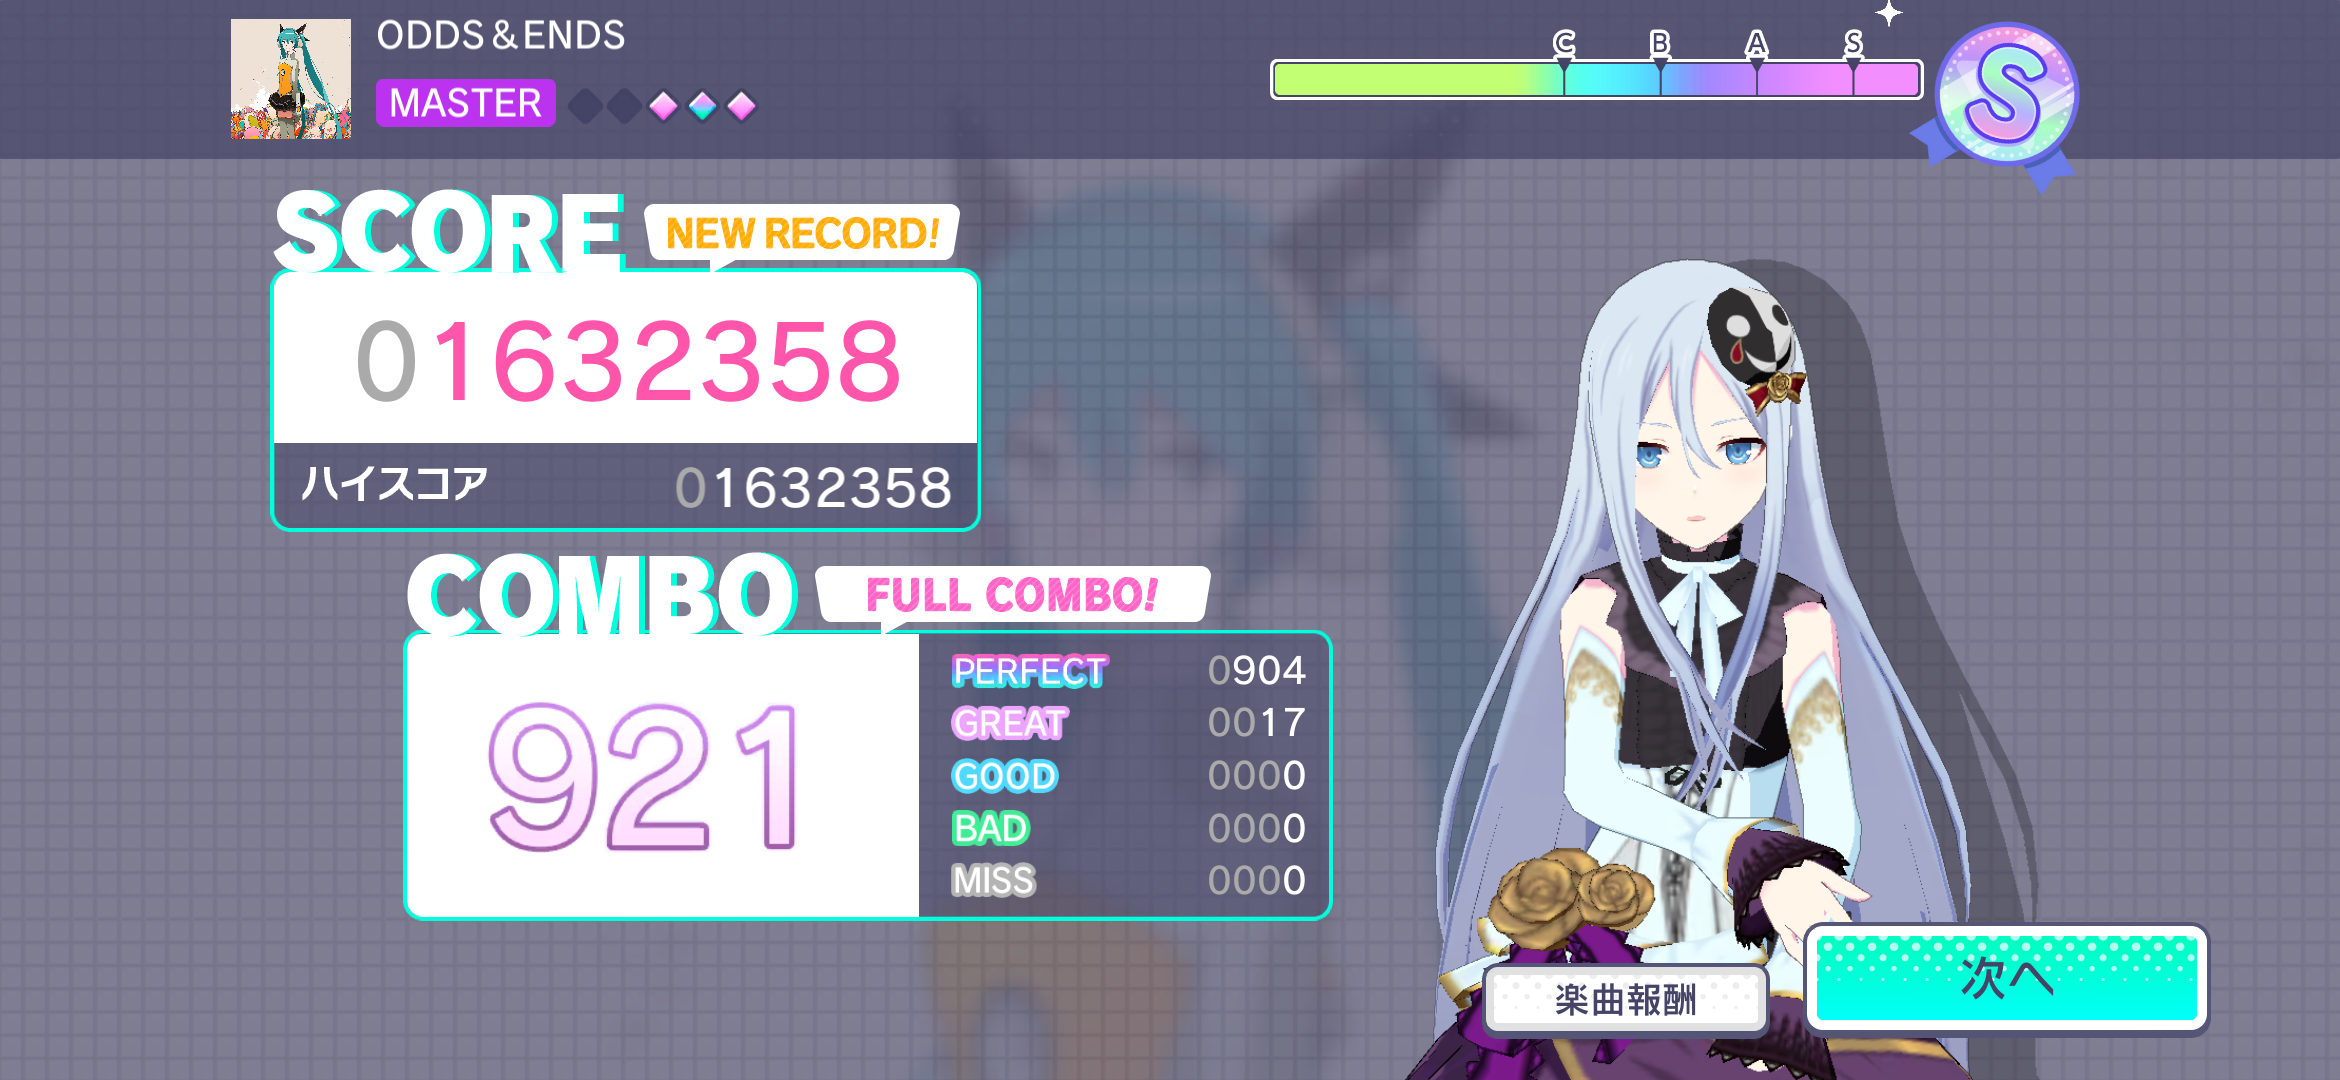 ODDS&ENDS
MASTER
C B A S
S
SCORE
NEW RECORD!
01632358
ハイスコア 01632358
COMBO
FULL COMBO!
921
PERFECT 0904
GREAT 0017
GOOD 0000
BAD 0000
MISS 0000
楽曲報酬
次へ